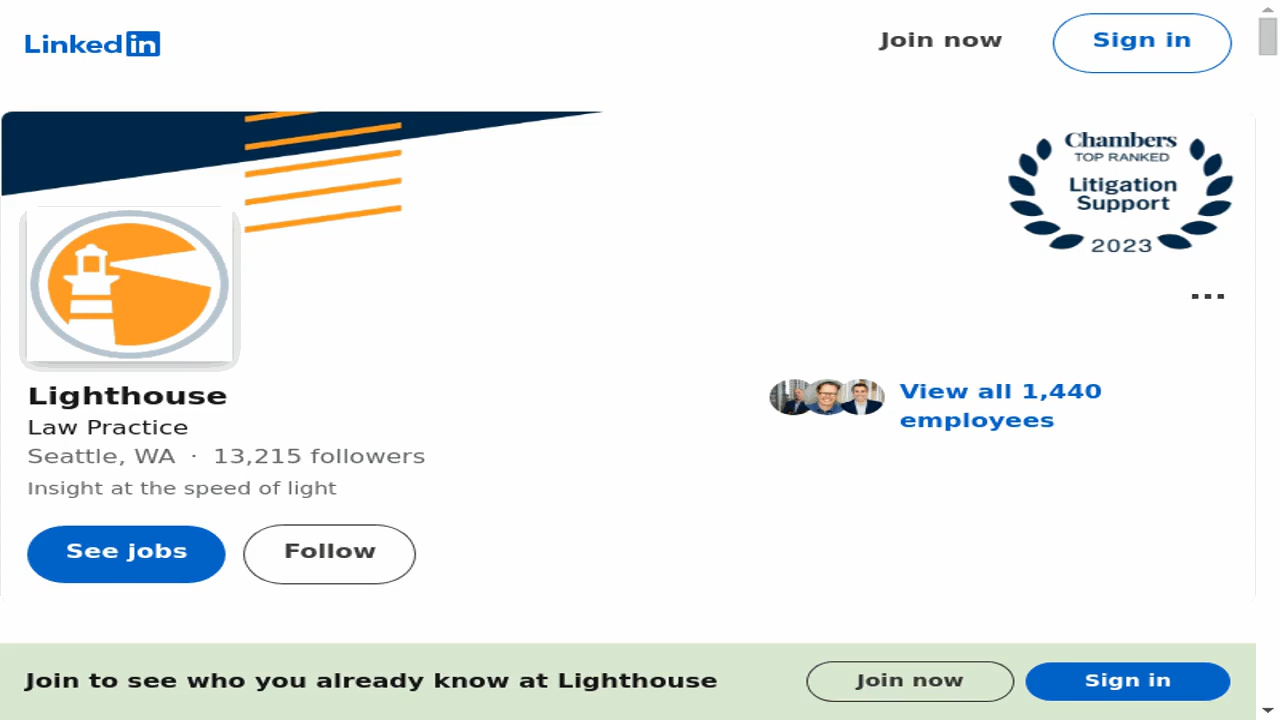 Linked in
Join now
Sign in
Chambers
TOP RANKED
Litigation
Support
2023
Lighthouse
Law Practice
Seattle, WA · 13,215 followers
Insight at the speed of light
View all 1,440
employees
See jobs
Follow
Join to see who you already know at Lighthouse
Join now
Sign in